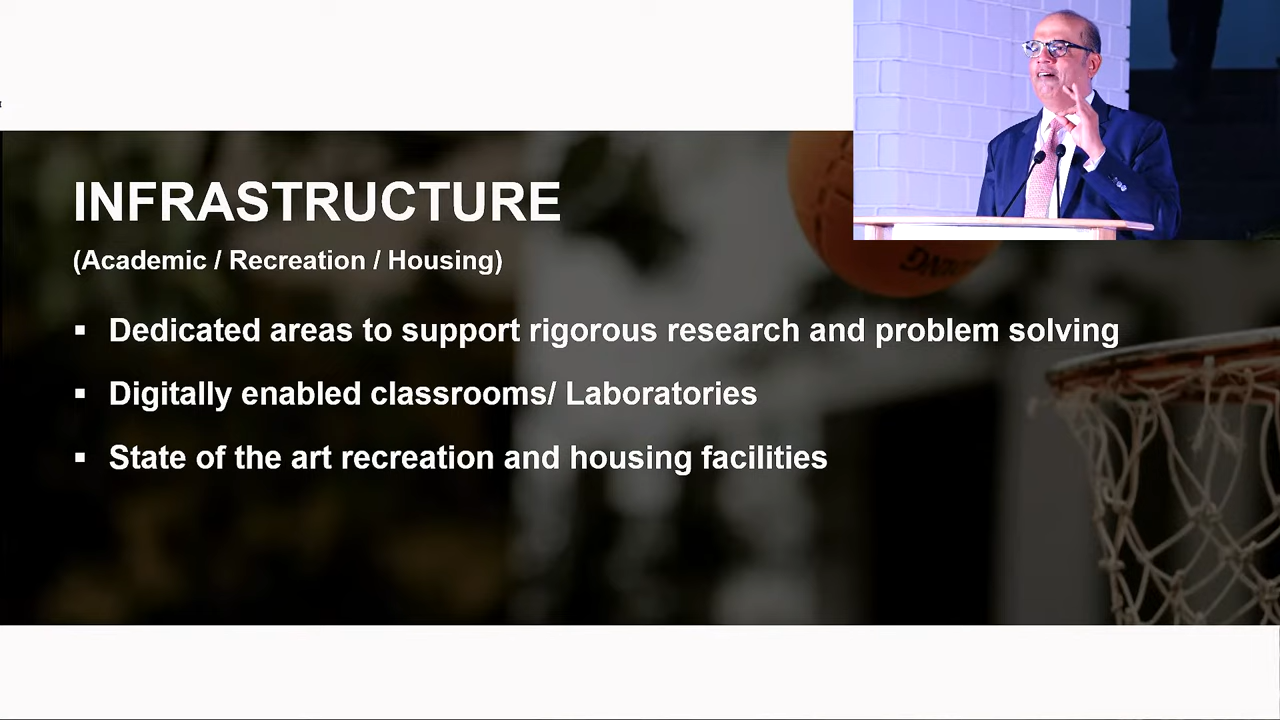 INFRASTRUCTURE
(Academic / Recreation / Housing)
▪ Dedicated areas to support rigorous research and problem solving
▪ Digitally enabled classrooms/ Laboratories
▪ State of the art recreation and housing facilities